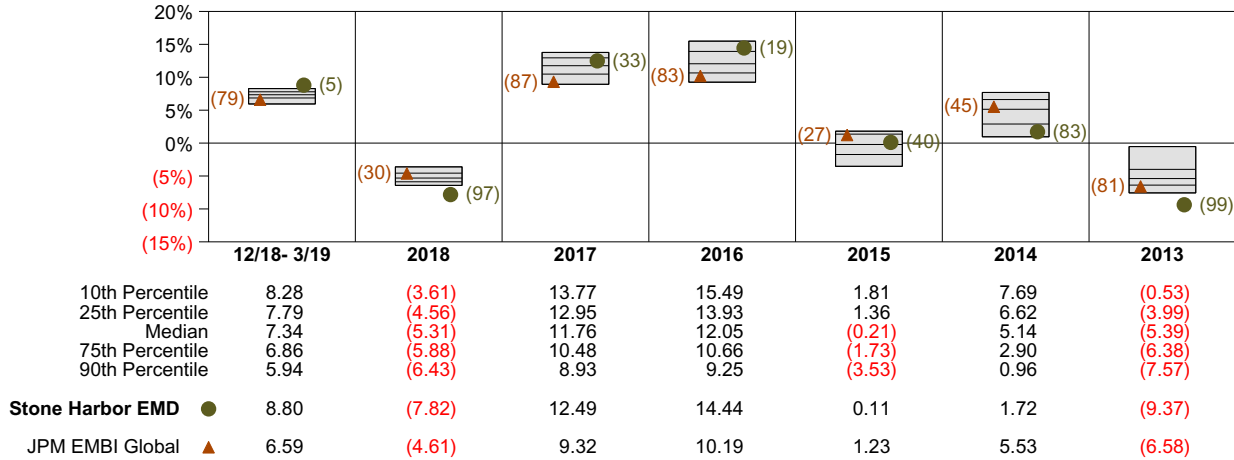 20%
15%
10%
5%
0%
(5%)
(10%)
(15%)
(79) (5)
(30) (97)
(87) (33)
(83) (19)
(27) (40)
(45) (83)
(81) (99)
12/18- 3/19 2018 2017 2016 2015 2014 2013
10th Percentile 8.28 (3.61) 13.77 15.49 1.81 7.69 (0.53)
25th Percentile 7.79 (4.56) 12.95 13.93 1.36 6.62 (3.99)
Median 7.34 (5.31) 11.76 12.05 (0.21) 5.14 (5.39)
75th Percentile 6.86 (5.88) 10.48 10.66 (1.73) 2.90 (6.38)
90th Percentile 5.94 (6.43) 8.93 9.25 (3.53) 0.96 (7.57)
Stone Harbor EMD 8.80 (7.82) 12.49 14.44 0.11 1.72 (9.37)
JPM EMBI Global 6.59 (4.61) 9.32 10.19 1.23 5.53 (6.58)